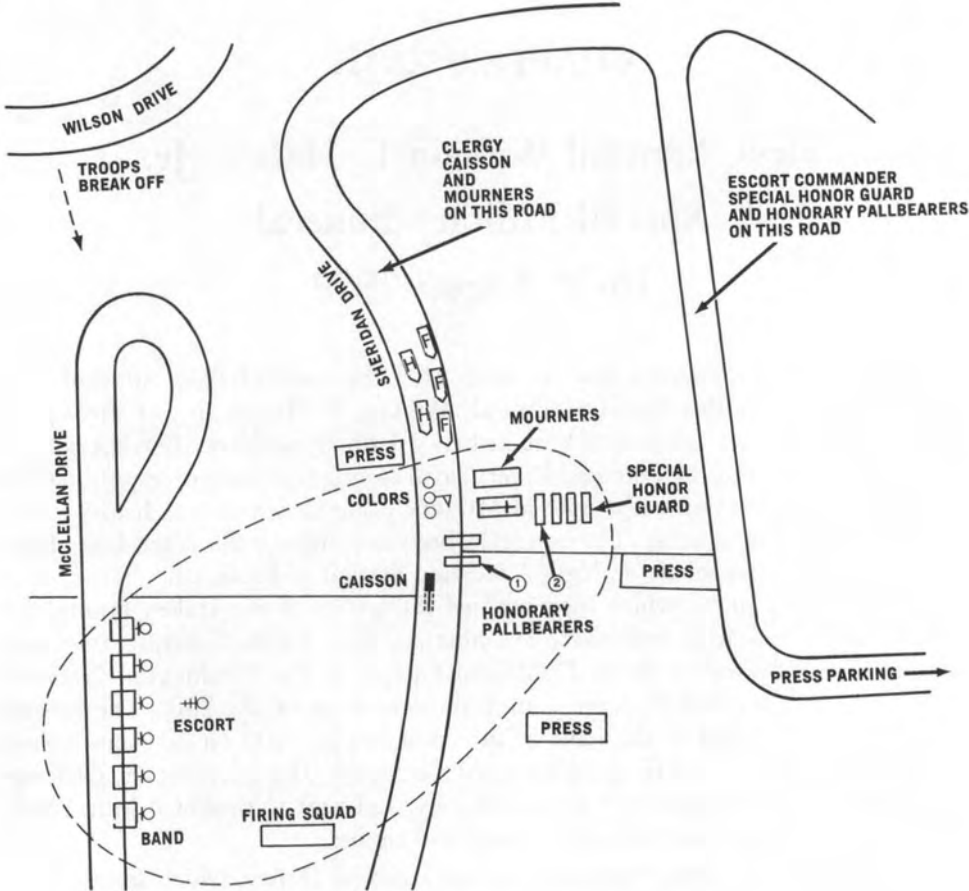 WILSON DRIVE
TROOPS
BREAK OFF
CLERGY
CAISSON
AND
MOURNERS
ON THIS ROAD
ESCORT COMMANDER
SPECIAL HONOR GUARD
AND HONORARY PALLBEARERS
ON THIS ROAD
SHERIDAN DRIVE
McCLELLAN DRIVE
MOURNERS
PRESS
COLORS
SPECIAL
HONOR
GUARD
CAISSON
1
2
PRESS
HONORARY
PALLBEARERS
PRESS PARKING
ESCORT
PRESS
FIRING SQUAD
BAND